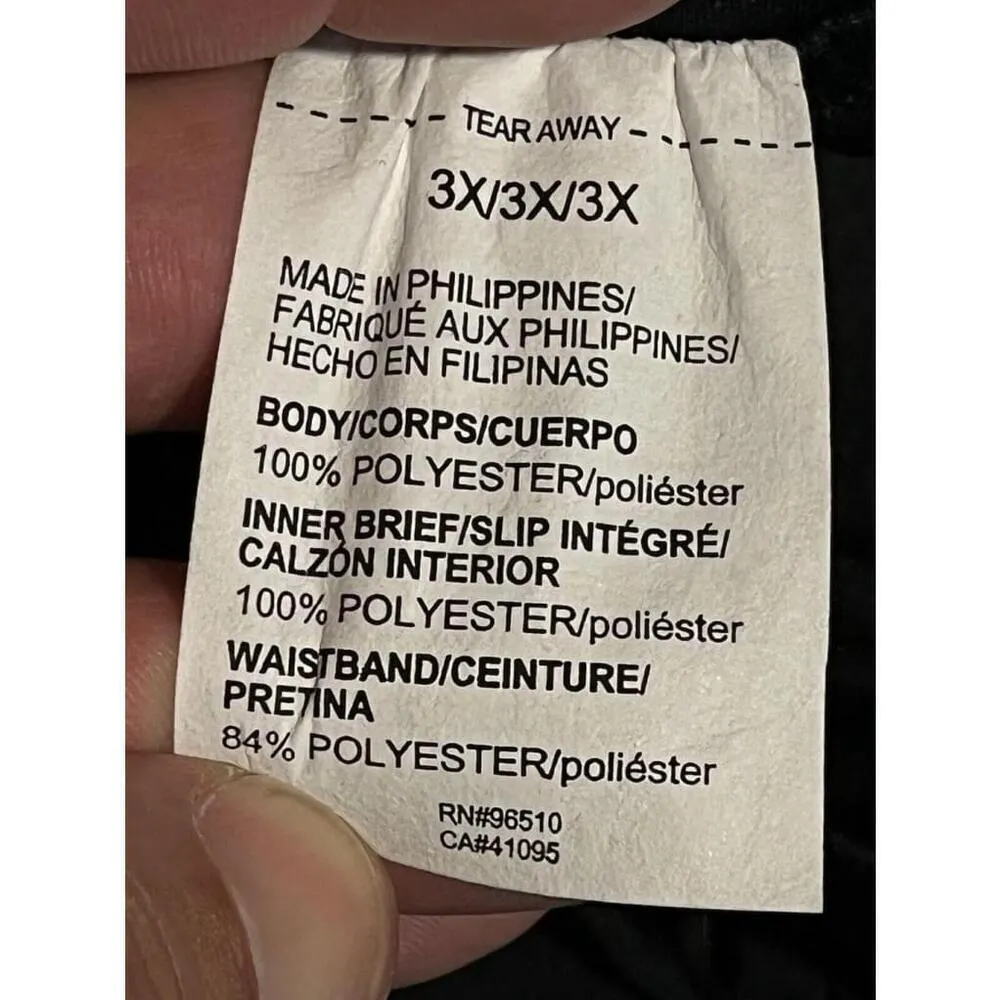 TEAR AWAY
3X/3X/3X
MADE IN PHILIPPINES/
FABRIQUÉ AUX PHILIPPINES/
HECHO EN FILIPINAS
BODY/CORPS/CUERPO
100% POLYESTER/poliéster
INNER BRIEF/SLIP INTÉGRÉ/
CALZÓN INTERIOR
100% POLYESTER/poliéster
WAISTBAND/CEINTURE/
PRETINA
84% POLYESTER/poliéster
RN#96510
CA#41095